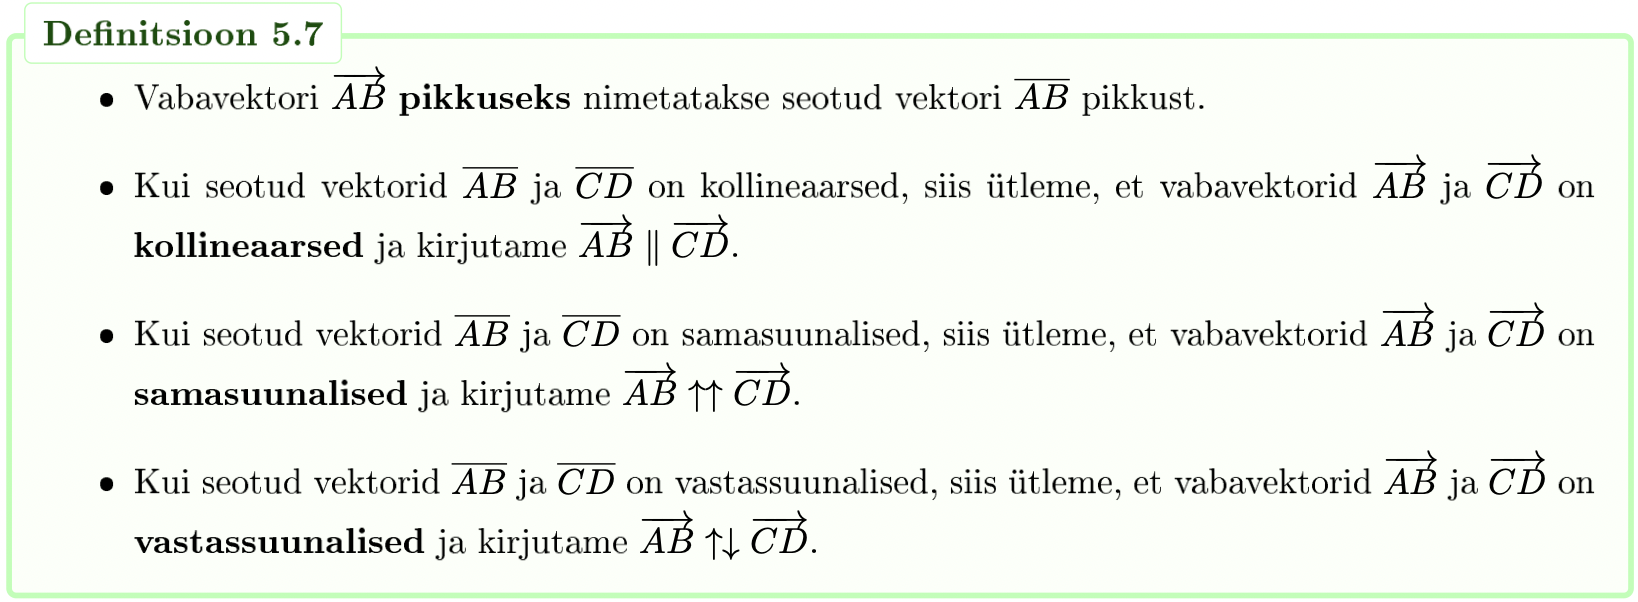 Definitsioon 5.7
• Vabavektori $\overrightarrow{AB}$ pikkuseks nimetatakse seotud vektori $\overline{AB}$ pikkust.
• Kui seotud vektorid $\overline{AB}$ ja $\overline{CD}$ on kollineaarsed, siis ütleme, et vabavektorid $\overrightarrow{AB}$ ja $\overrightarrow{CD}$ on
kollineaarsed ja kirjutame $\overrightarrow{AB} \parallel \overrightarrow{CD}$.
• Kui seotud vektorid $\overline{AB}$ ja $\overline{CD}$ on samasuunalised, siis ütleme, et vabavektorid $\overrightarrow{AB}$ ja $\overrightarrow{CD}$ on
samasuunalised ja kirjutame $\overrightarrow{AB} \uparrow\uparrow \overrightarrow{CD}$.
• Kui seotud vektorid $\overline{AB}$ ja $\overline{CD}$ on vastassuunalised, siis ütleme, et vabavektorid $\overrightarrow{AB}$ ja $\overrightarrow{CD}$ on
vastassuunalised ja kirjutame $\overrightarrow{AB} \uparrow\downarrow \overrightarrow{CD}$.